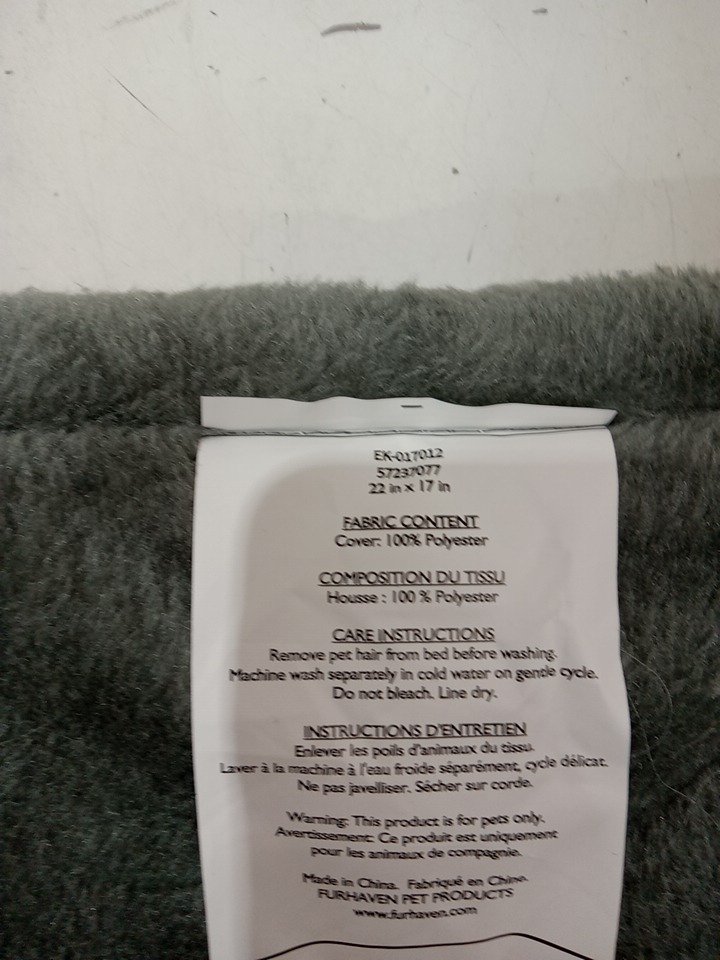 EK-017012
57237077
22 in x 17 in
FABRIC CONTENT
Cover: 100% Polyester
COMPOSITION DU TISSU
Housse : 100 % Polyester
CARE INSTRUCTIONS
Remove pet hair from bed before washing.
Machine wash separately in cold water on gentle cycle.
Do not bleach. Line dry.
INSTRUCTIONS D'ENTRETIEN
Enlever les poils d'animaux du tissu.
Laver à la machine à l'eau froide séparément, cycle délicat.
Ne pas javelliser. Sécher sur corde.
Warning: This product is for pets only.
Avertissement: Ce produit est uniquement
pour les animaux de compagnie.
Made in China. Fabriqué en Chine.
FURHAVEN PET PRODUCTS
www.furhaven.com